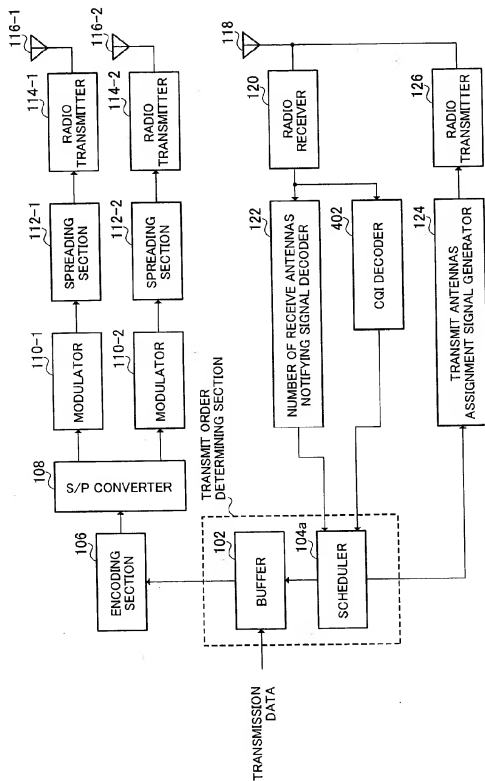 116-1
116-2
118
114-1
RADIO
TRANSMITTER
114-2
RADIO
TRANSMITTER
120
RADIO
RECEIVER
126
RADIO
TRANSMITTER
112-1
SPREADING
SECTION
112-2
SPREADING
SECTION
122
NUMBER OF RECEIVE ANTENNAS
NOTIFYING SIGNAL DECODER
402
CQI DECODER
124
TRANSMIT ANTENNAS
ASSIGNMENT SIGNAL GENERATOR
110-1
MODULATOR
110-2
MODULATOR
108
S/P CONVERTER
TRANSMIT ORDER
DETERMINING SECTION
106
ENCODING
SECTION
102
BUFFER
104a
SCHEDULER
TRANSMISSION
DATA